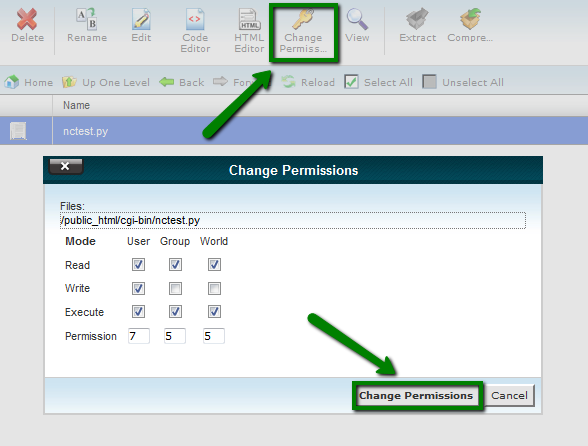 Delete Rename Edit Code Editor HTML Editor Change Permiss... View Extract Compre...
Home Up One Level Back Reload Select All Unselect All
Name
nctest.py
Change Permissions
Files:
/public_html/cgi-bin/nctest.py
Mode User Group World
Read
Write
Execute
Permission 7 5 5
Change Permissions Cancel